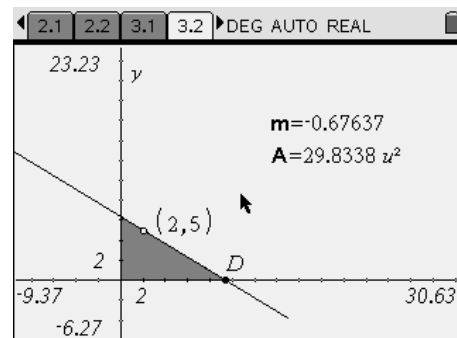 2.1 2.2 3.1 3.2 DEG AUTO REAL
23.23 y
m=-0.67637
A=29.8338 u²
(2,5)
2 D
-9.37 2 30.63
-6.27